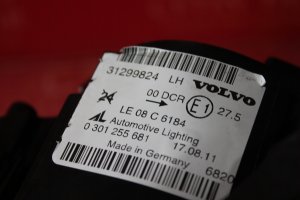 31299824 LH VOLVO
00 DCR E1 27.5
LE 08 C 6184
AL Automotive Lighting
0 301 255 681 17.08.11
Made in Germany 6820